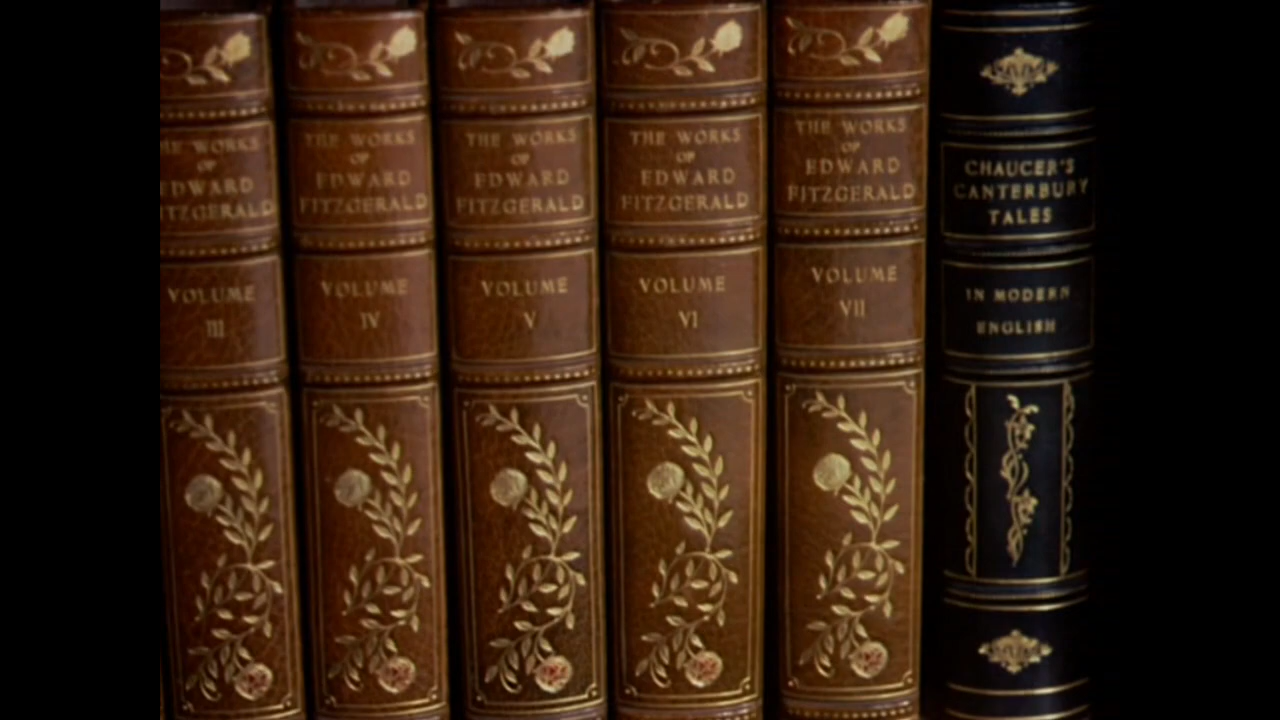 HE WORKS
OF
EDWARD
ITZGERALD
VOLUME
III
THE WORKS
OF
EDWARD
FITZGERALD
VOLUME
IV
THE WORKS
OF
EDWARD
FITZGERALD
VOLUME
V
THE WORKS
OF
EDWARD
FITZGERALD
VOLUME
VI
THE WORKS
OF
EDWARD
FITZGERALD
VOLUME
VII
CHAUCER'S
CANTERBURY
TALES
IN MODERN
ENGLISH